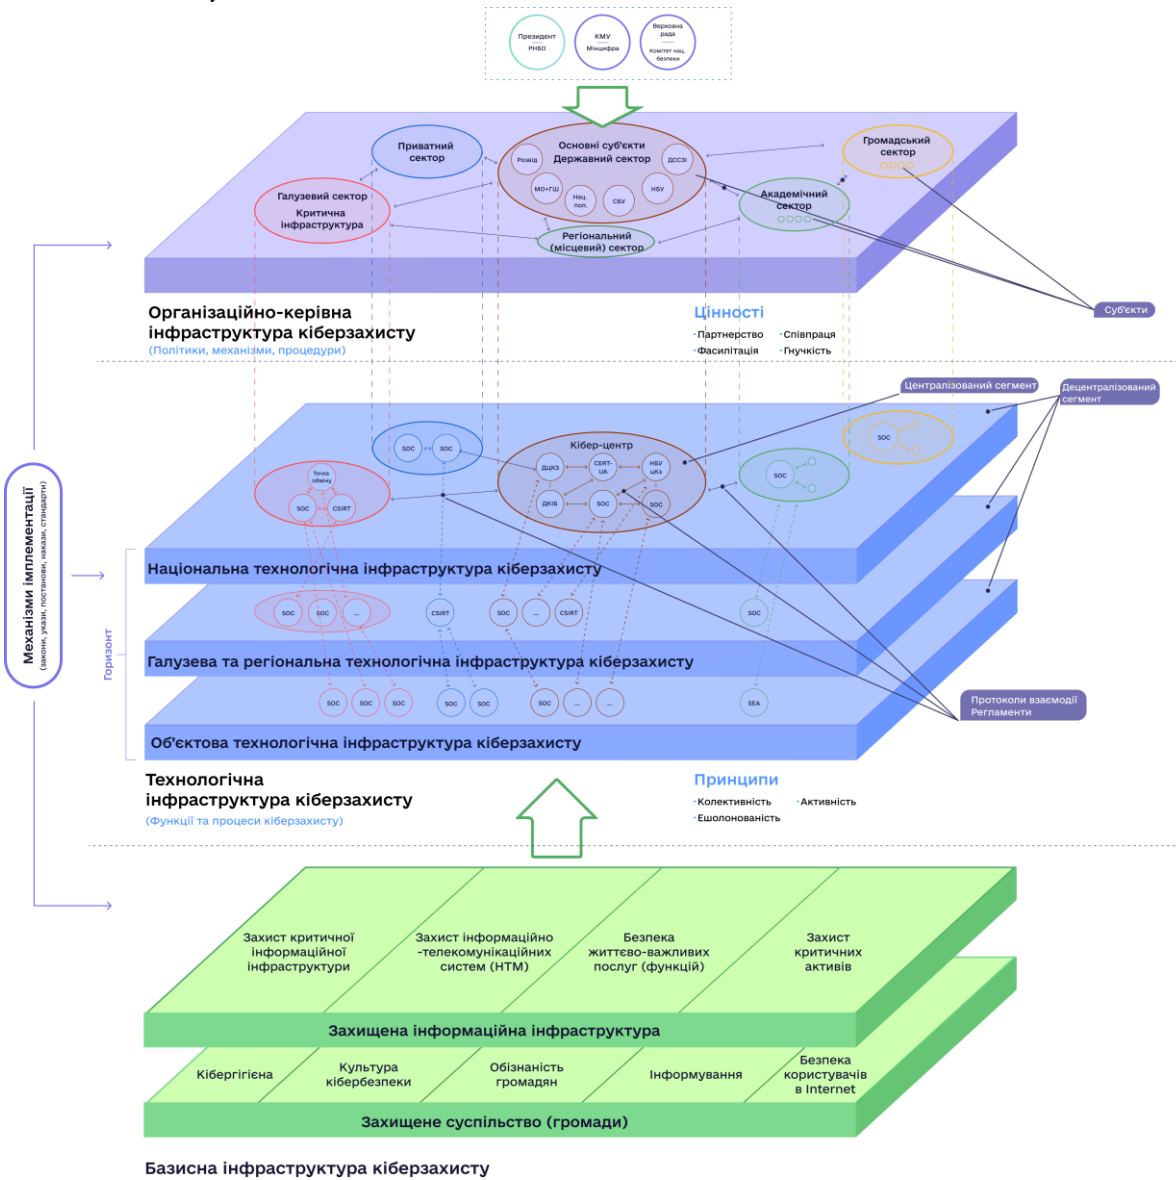 Президент
РНБО
КМУ
Мінцифра
Верховна
рада
Комітет нац.
безпеки
Приватний
сектор
Основні суб'єкти
Державний сектор
Розвід
ДССЗІ
МО+ГШ
Нац.
пол.
СБУ
НБУ
Громадський
сектор
Галузевий сектор
Критична
інфраструктура
Академічний
сектор
Регіональний
(місцевий) сектор
Організаційно-керівна
інфраструктура кіберзахисту
(Політики, механізми, процедури)
Цінності
Партнерство
Співпраця
Фасилітація
Гнучкість
Суб'єкти
Централізований сегмент
Децентралізований
сегмент
Механізми імплементації
(закони, укази, постанови, накази, стандарти)
Горизонт
Точка
обміну
SOC
CSIRT
SOC
SOC
Кібер-центр
ДЦКЗ
CERT-
UA
НБУ
цКз
ДКІБ
SOC
SOC
SOC
SOC
Національна технологічна інфраструктура кіберзахисту
SOC
SOC
...
CSIRT
SOC
...
CSIRT
SOC
Галузева та регіональна технологічна інфраструктура кіберзахисту
SOC
SOC
SOC
SOC
SOC
SOC
...
...
SEA
Протоколи взаємодії
Регламенти
Об'єктова технологічна інфраструктура кіберзахисту
Технологічна
інфраструктура кіберзахисту
(Функції та процеси кіберзахисту)
Принципи
Колективність
Активність
Ешолонованість
Захист критичної
інформаційної
інфраструктури
Захист інформаційно
-телекомунікаційних
систем (НТМ)
Безпека
життєво-важливих
послуг (функцій)
Захист
критичних
активів
Захищена інформаційна інфраструктура
Кібергігієна
Культура
кібербезпеки
Обізнаність
громадян
Інформування
Безпека
користувачів
в Internet
Захищене суспільство (громади)
Базисна інфраструктура кіберзахисту